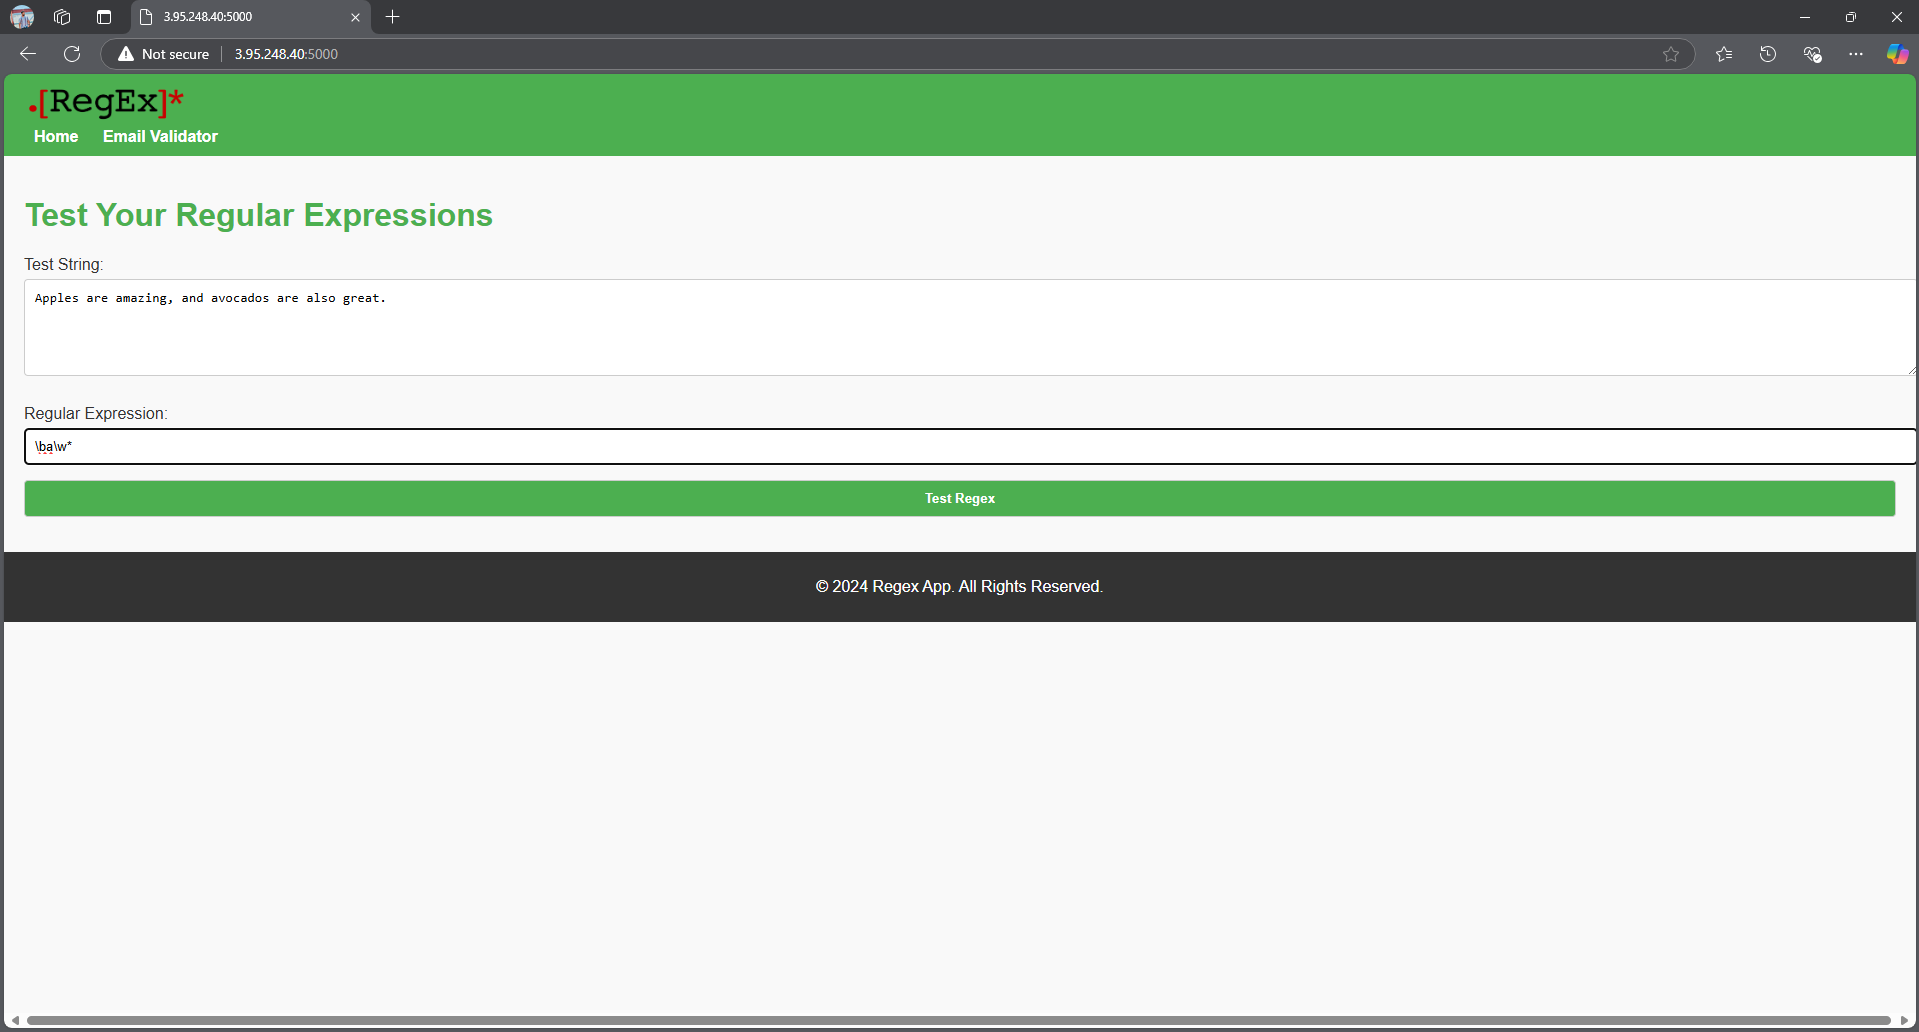 3.95.248.40:5000
Not secure
3.95.248.40:5000
.[RegEx]*
Home
Email Validator
Test Your Regular Expressions
Test String:
Apples are amazing, and avocados are also great.
Regular Expression:
\ba\w*
Test Regex
© 2024 Regex App. All Rights Reserved.